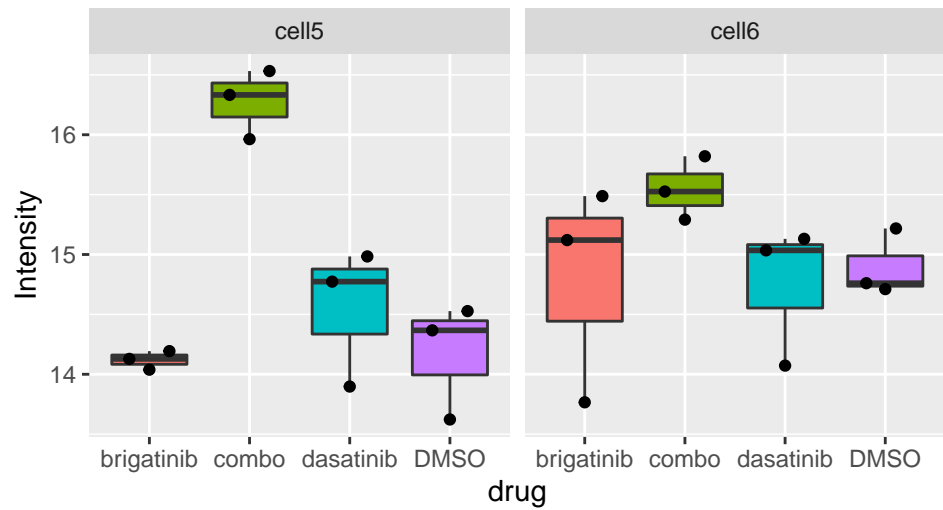 cell5
cell6
Intensity
16
15
14
brigatinib combo dasatinib DMSO
brigatinib combo dasatinib DMSO
drug